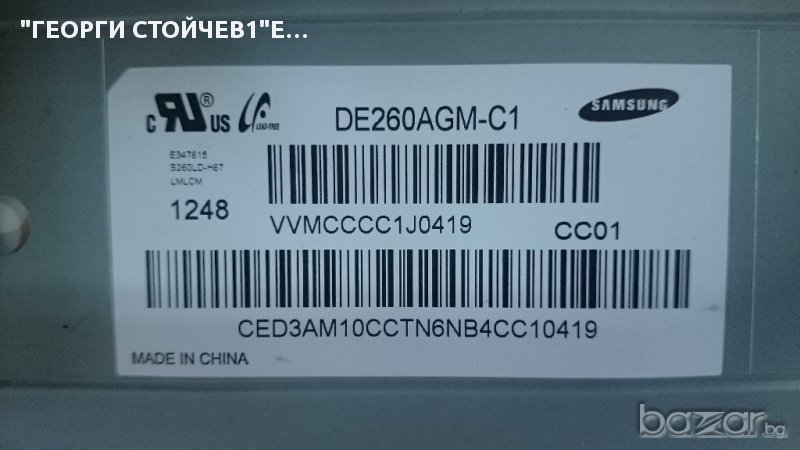 "ГЕОРГИ СТОЙЧЕВ1"Е...
c RU ® US LEAD-FREE DE260AGM-C1 SAMSUNG
E347615
S260LD-H67
LMLCM
1248
VVMCCCC1J0419 CC01
CED3AM10CCTN6NB4CC10419
MADE IN CHINA
bazar.bg